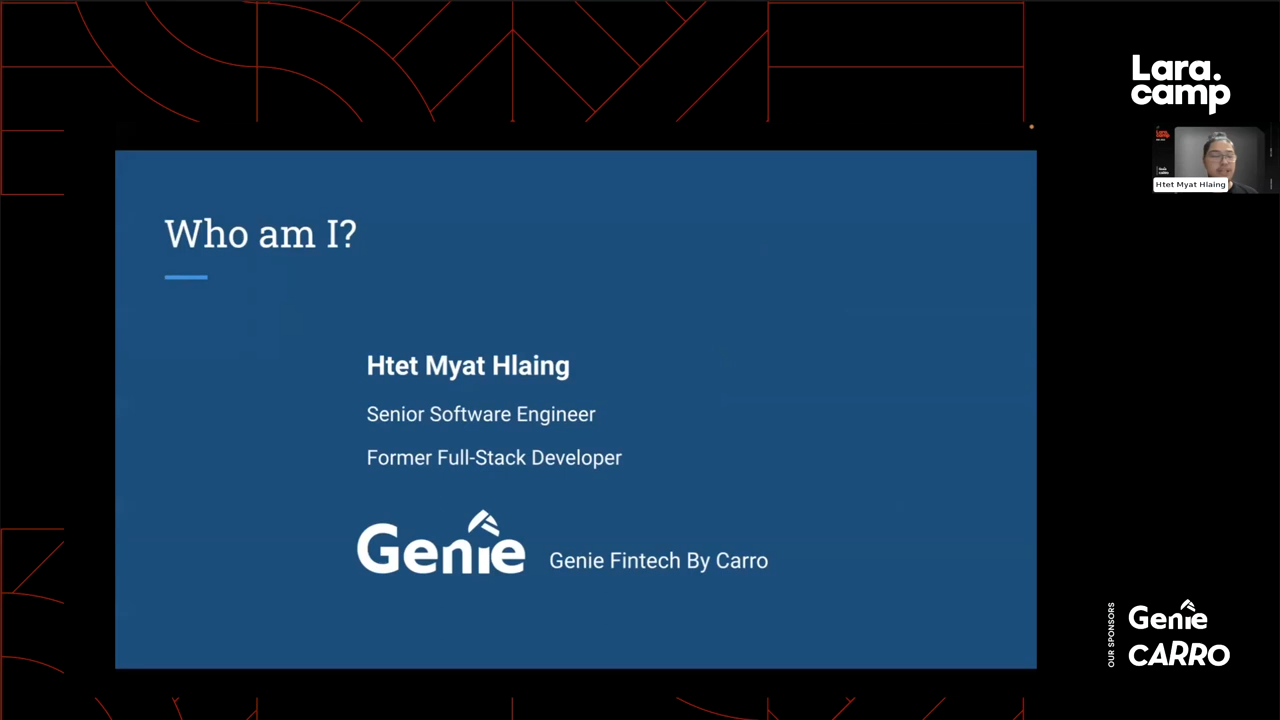 Lara.
camp
Htet Myat Hlaing
Who am I?
Htet Myat Hlaing
Senior Software Engineer
Former Full-Stack Developer
Genie
Genie Fintech By Carro
OUR SPONSORS
Genie
CARRO